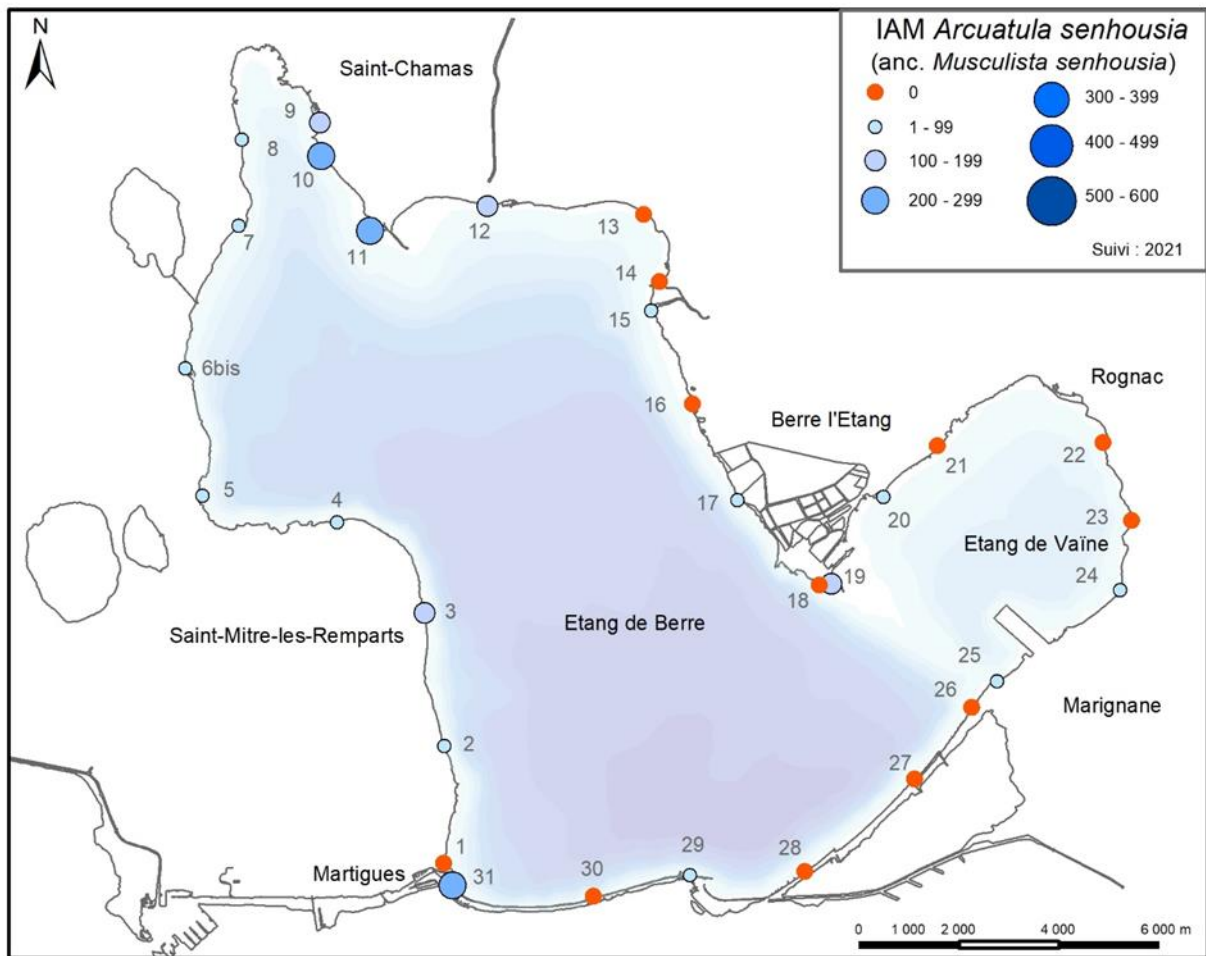 N
IAM Arcuatula senhousia
(anc. Musculista senhousia)
0
1 - 99
100 - 199
200 - 299
300 - 399
400 - 499
500 - 600
Suivi : 2021
Saint-Chamas
9
8
10
7
11
12
13
14
15
6bis
16
Berre l'Etang
Rognac
21
22
5
4
17
20
23
Etang de Vaïne
24
18
19
3
Saint-Mitre-les-Remparts
Etang de Berre
25
26
Marignane
2
27
1
Martigues
31
30
29
28
0
1 000
2 000
4 000
6 000 m